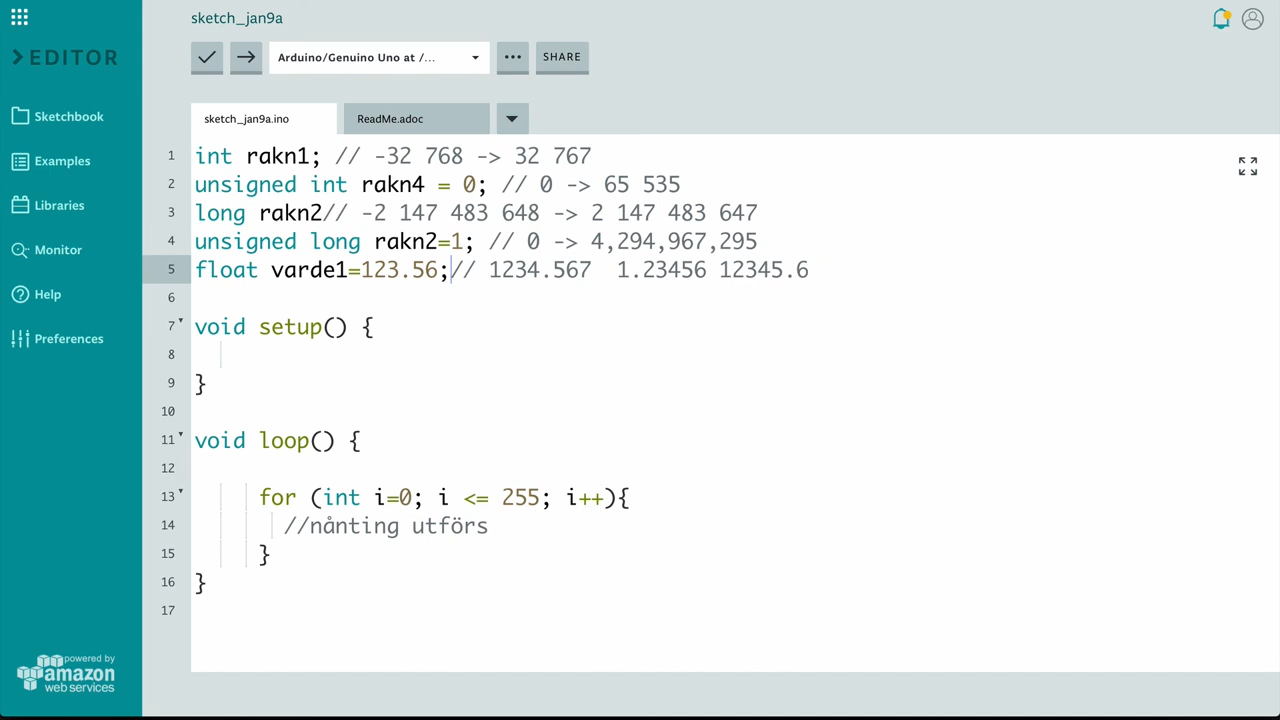 sketch_jan9a
>EDITOR
Arduino/Genuino Uno at /...
SHARE
Sketchbook
Examples
Libraries
Monitor
Help
Preferences
sketch_jan9a.ino
ReadMe.adoc
1 int rakn1; // -32 768 -> 32 767
2 unsigned int rakn4 = 0; // 0 -> 65 535
3 long rakn2// -2 147 483 648 -> 2 147 483 647
4 unsigned long rakn2=1; // 0 -> 4,294,967,295
5 float varde1=123.56;// 1234.567  1.23456 12345.6
6
7 void setup() {
8
9 }
10
11 void loop() {
12
13 for (int i=0; i <= 255; i++){
14 //nånting utförs
15 }
16 }
17
powered by
amazon
web services